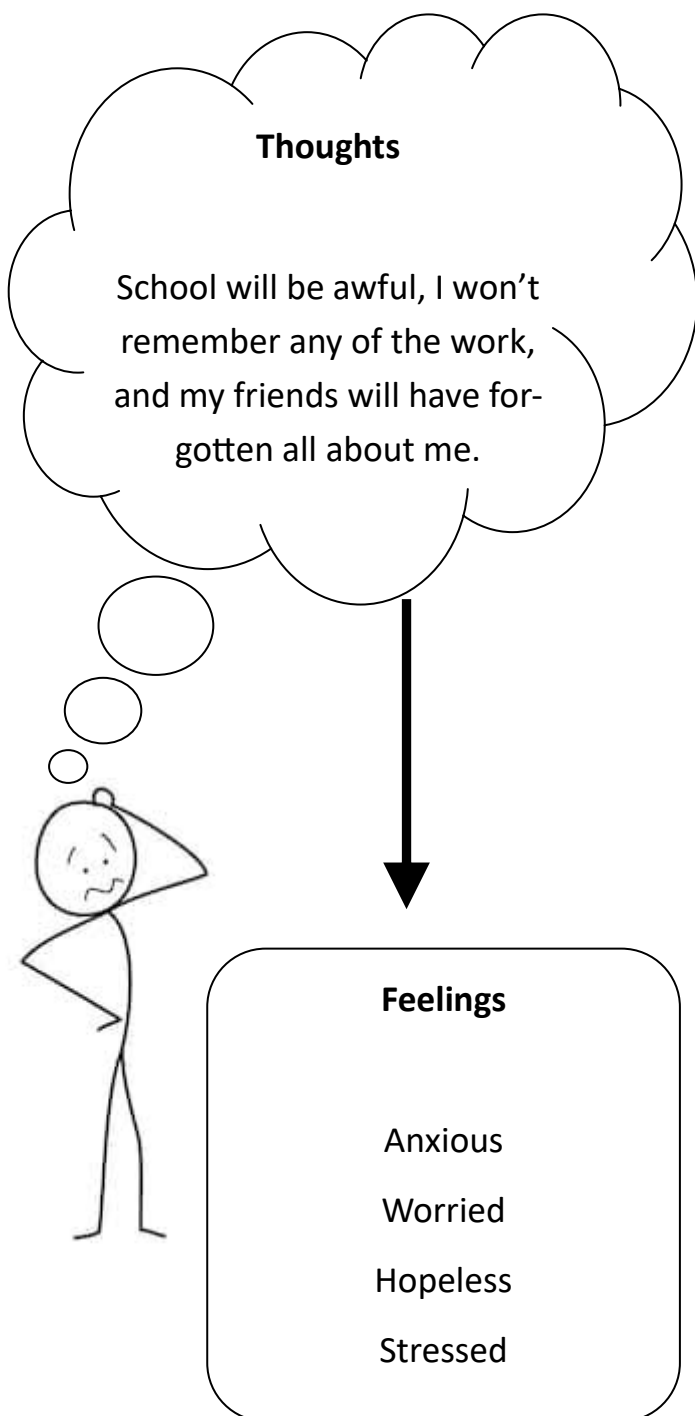 Thoughts
School will be awful, I won’t
remember any of the work,
and my friends will have for-
gotten all about me.
Feelings
Anxious
Worried
Hopeless
Stressed